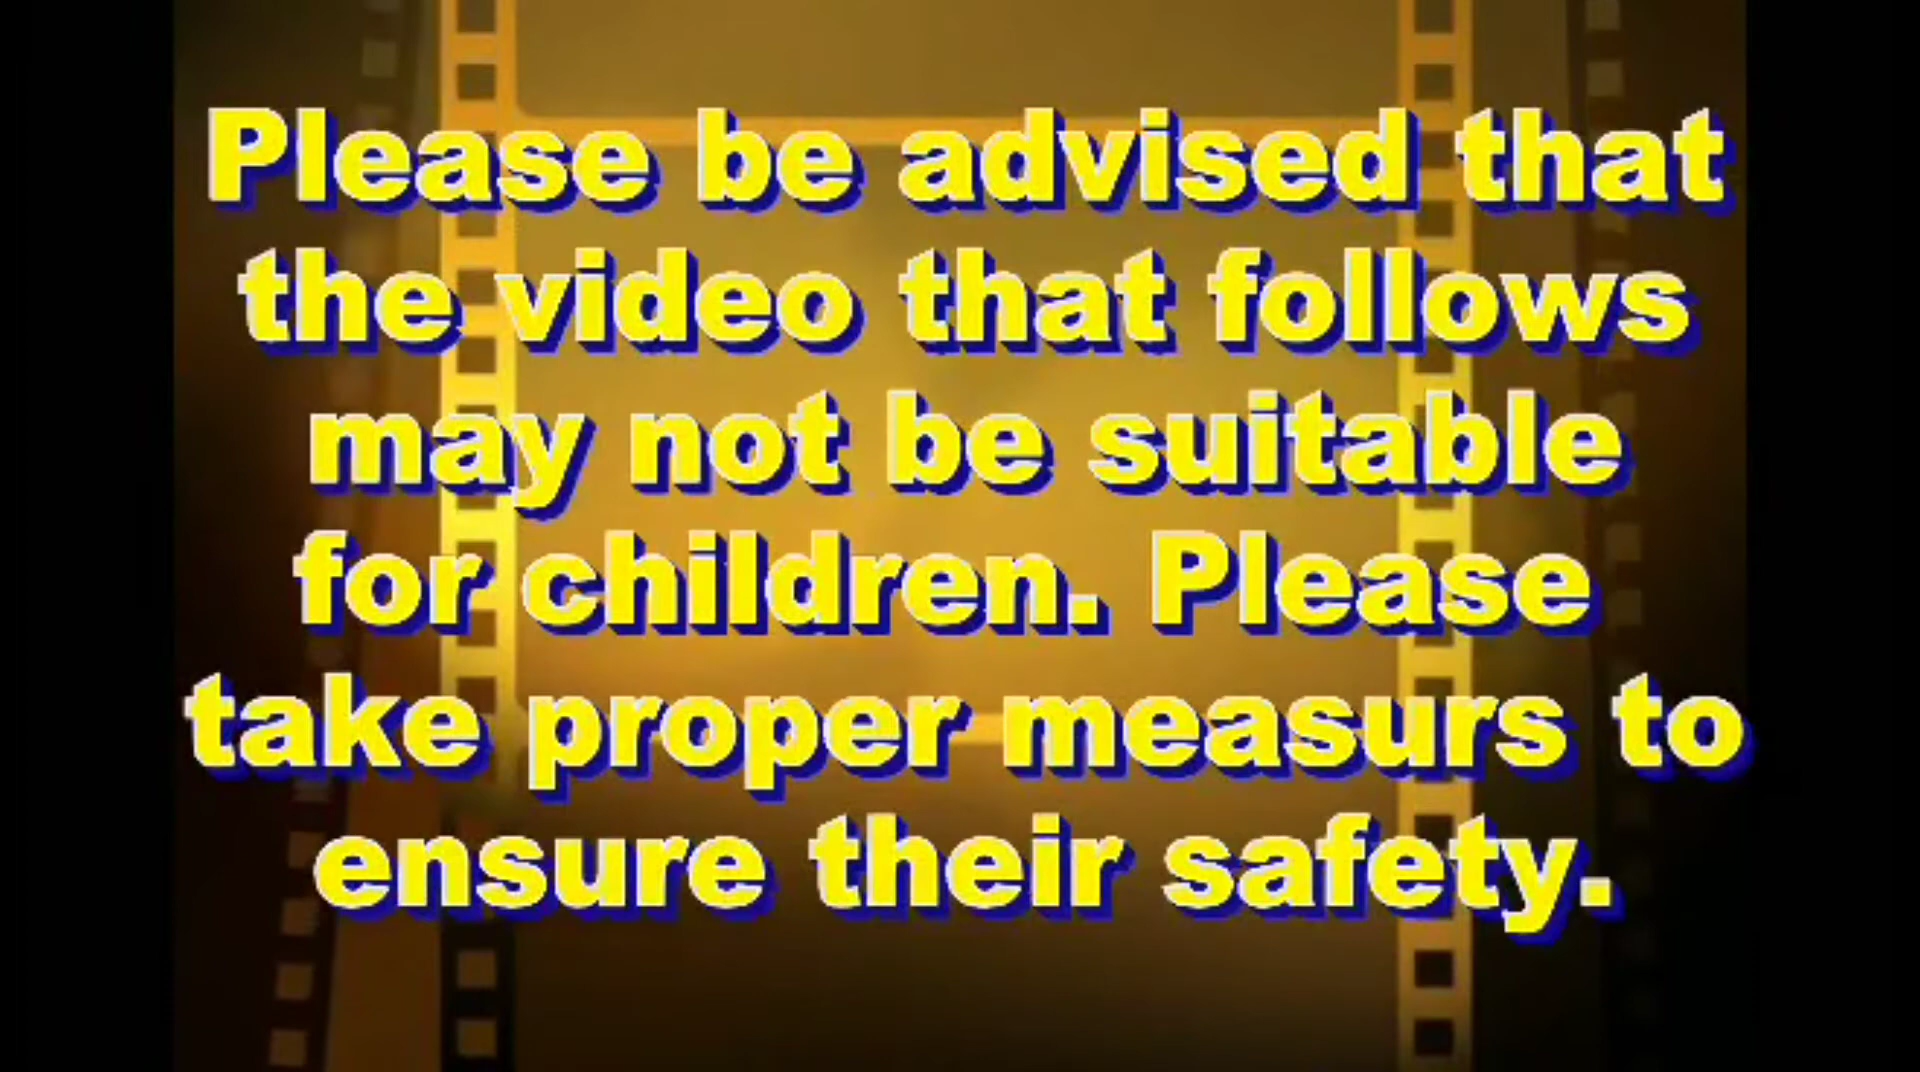 Please be advised that
the video that follows
may not be suitable
for children. Please
take proper measurs to
ensure their safety.